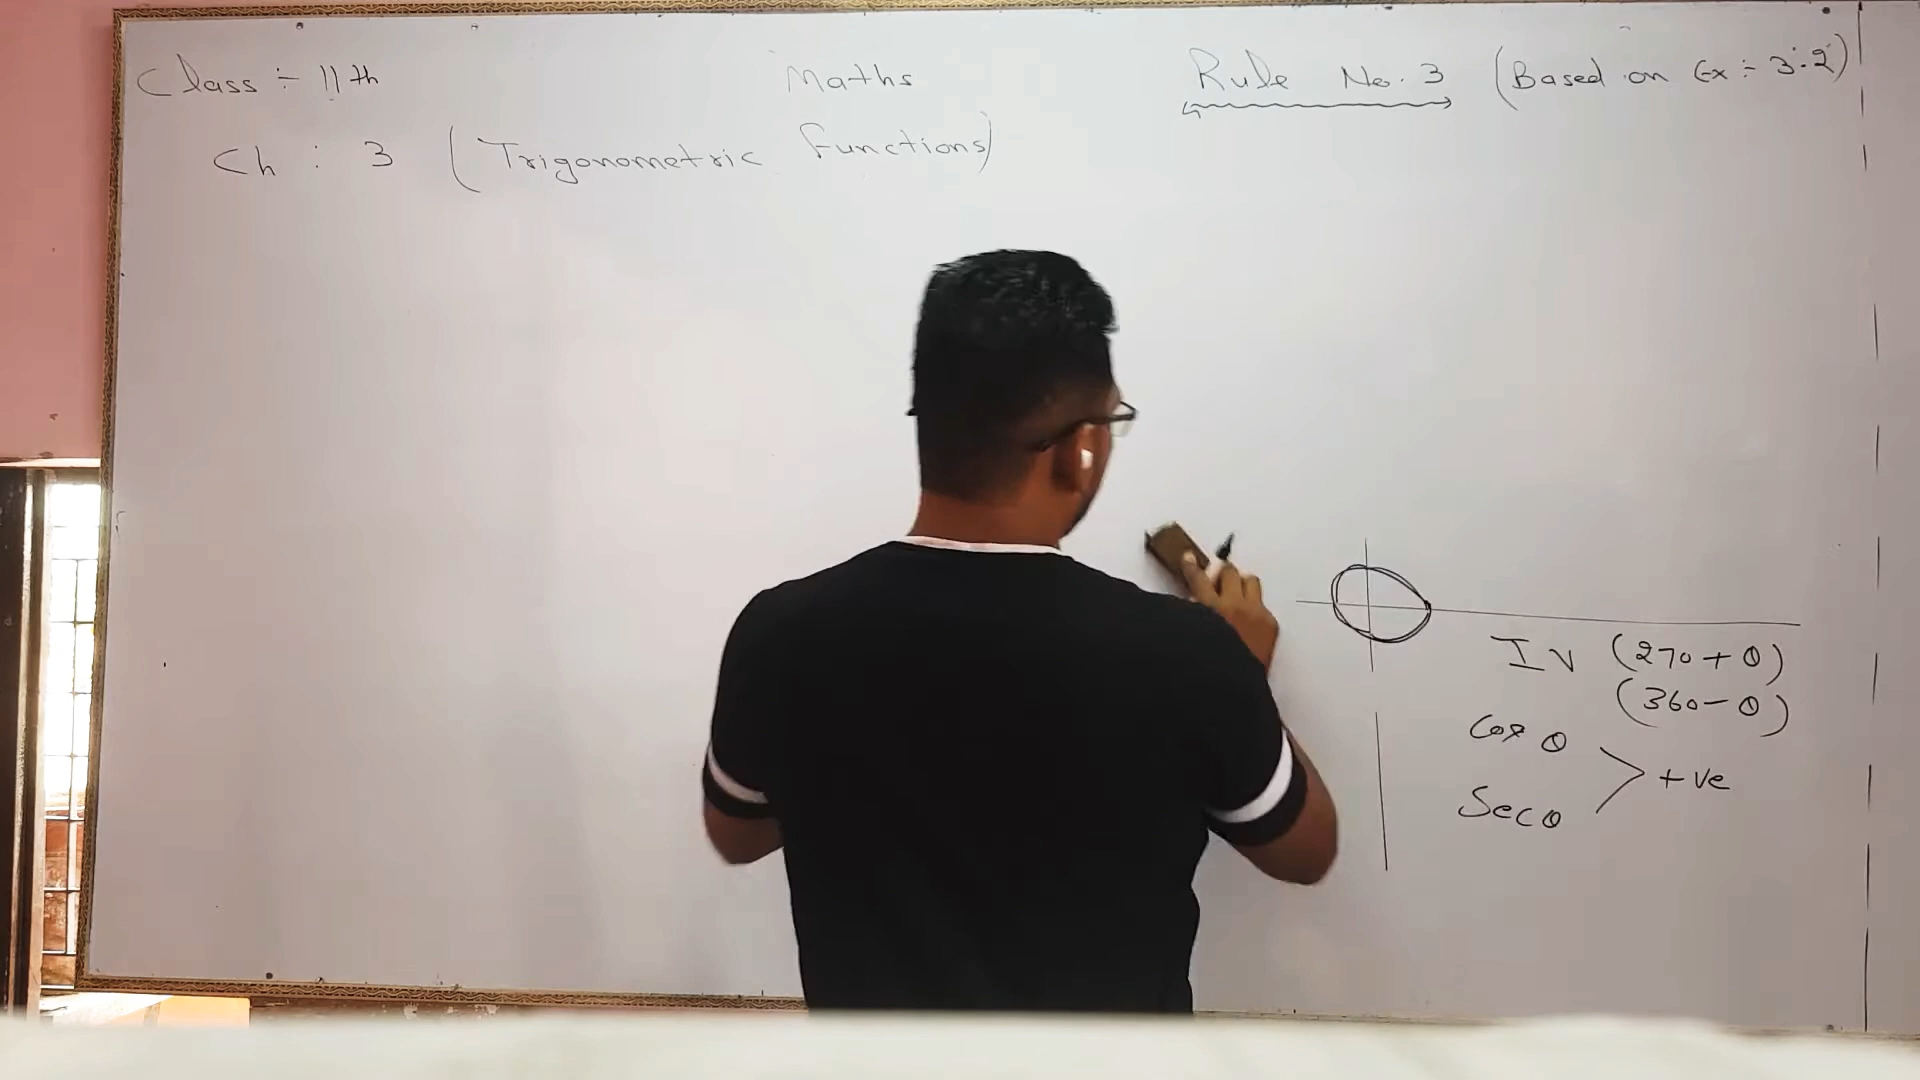 Class :- 11th Maths Rule No. 3 (Based on Ex :- 3.2)
Ch : 3 (Trigonometric Functions)
IV (270 + θ)
(360 - θ)
Cos θ
> +ve
Sec θ